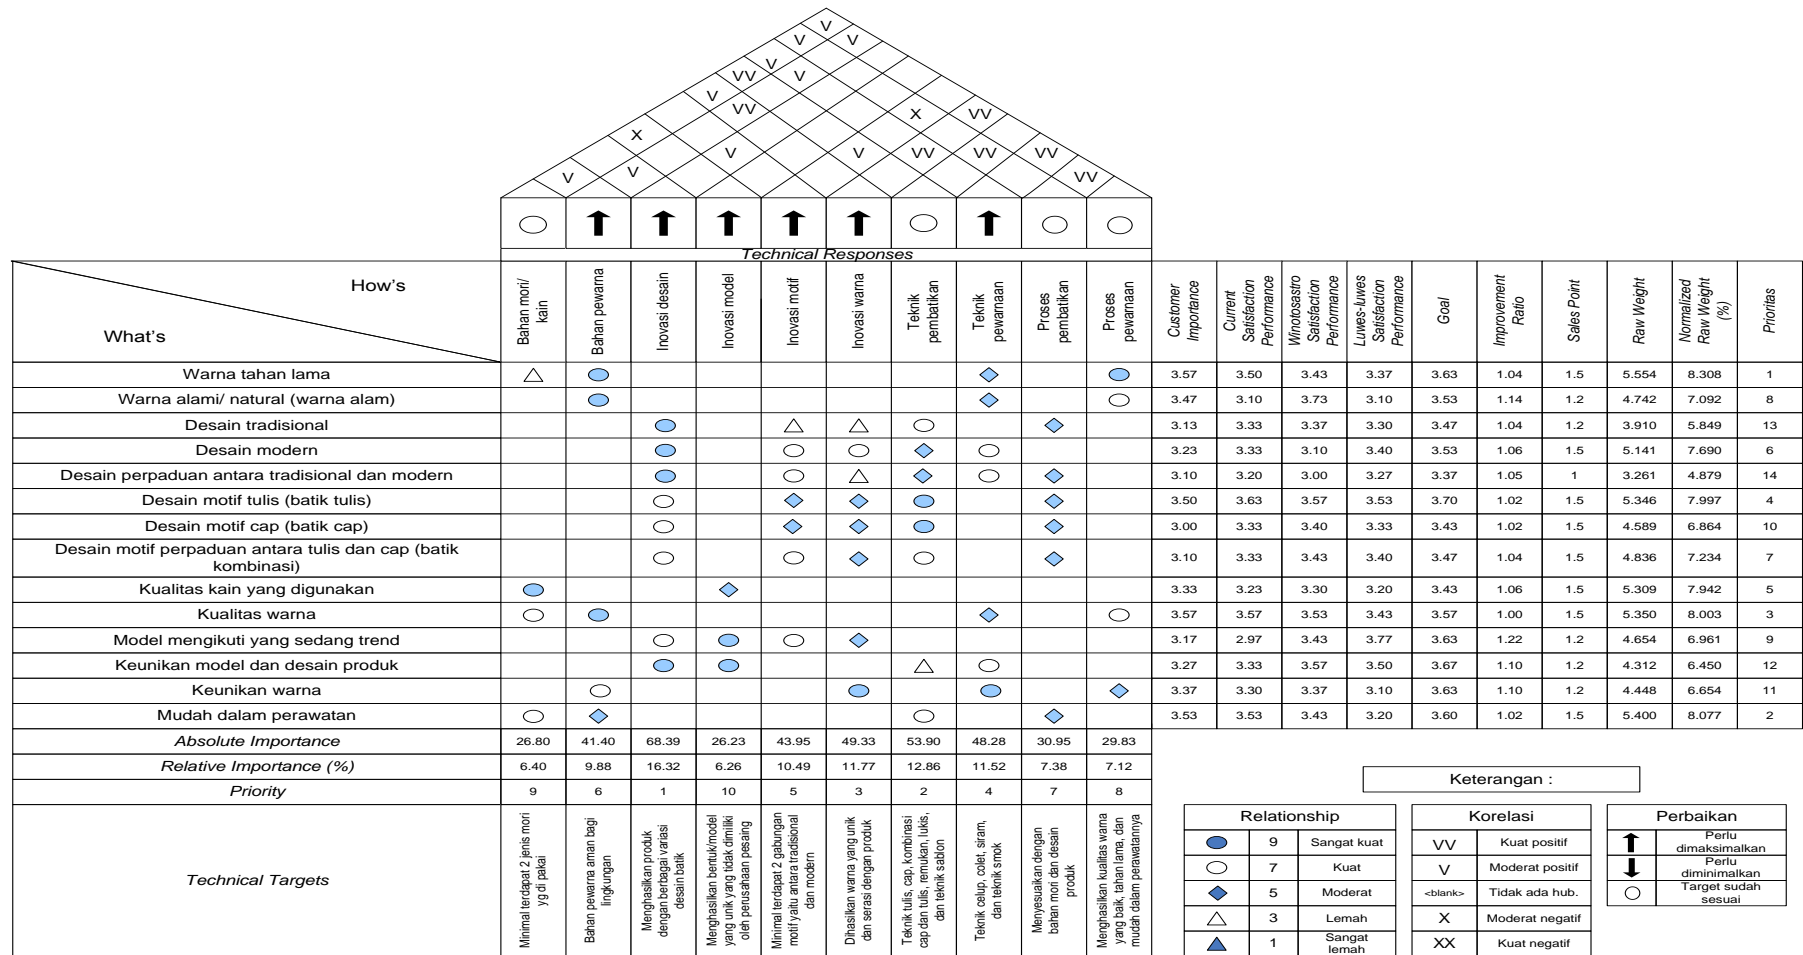 V
V V
V
VV V
V
VV X VV
X
V V VV VV VV
V V VV
Technical Responses
How's
What's
Bahan mori/
kain
Bahan pewarna
Inovasi desain
Inovasi model
Inovasi motif
Inovasi warna
Teknik
pembatikan
Teknik
pewarnaan
Proses
pembatikan
Proses
pewarnaan
Customer
Importance
Current
Satisfaction
Performance
Winotosastro
Satisfaction
Performance
Luwes-luwes
Satisfaction
Performance
Goal
Improvement
Ratio
Sales Point
Raw Weight
Normalized
Raw Weight
(%)
Prioritas
Warna tahan lama 3.57 3.50 3.43 3.37 3.63 1.04 1.5 5.554 8.308 1
Warna alami/ natural (warna alam) 3.47 3.10 3.73 3.10 3.53 1.14 1.2 4.742 7.092 8
Desain tradisional 3.13 3.33 3.37 3.30 3.47 1.04 1.2 3.910 5.849 13
Desain modern 3.23 3.33 3.10 3.40 3.53 1.06 1.5 5.141 7.690 6
Desain perpaduan antara tradisional dan modern 3.10 3.20 3.00 3.27 3.37 1.05 1 3.261 4.879 14
Desain motif tulis (batik tulis) 3.50 3.63 3.57 3.53 3.70 1.02 1.5 5.346 7.997 4
Desain motif cap (batik cap) 3.00 3.33 3.40 3.33 3.43 1.02 1.5 4.589 6.864 10
Desain motif perpaduan antara tulis dan cap (batik
kombinasi) 3.10 3.33 3.43 3.40 3.47 1.04 1.5 4.836 7.234 7
Kualitas kain yang digunakan 3.33 3.23 3.30 3.20 3.43 1.06 1.5 5.309 7.942 5
Kualitas warna 3.57 3.57 3.53 3.43 3.57 1.00 1.5 5.350 8.003 3
Model mengikuti yang sedang trend 3.17 2.97 3.43 3.77 3.63 1.22 1.2 4.654 6.961 9
Keunikan model dan desain produk 3.27 3.33 3.57 3.50 3.67 1.10 1.2 4.312 6.450 12
Keunikan warna 3.37 3.30 3.37 3.10 3.63 1.10 1.2 4.448 6.654 11
Mudah dalam perawatan 3.53 3.53 3.43 3.20 3.60 1.02 1.5 5.400 8.077 2
Absolute Importance 26.80 41.40 68.39 26.23 43.95 49.33 53.90 48.28 30.95 29.83
Relative Importance (%) 6.40 9.88 16.32 6.26 10.49 11.77 12.86 11.52 7.38 7.12
Priority 9 6 1 10 5 3 2 4 7 8
Technical Targets
Minimal terdapat 2 jenis mori
yg di pakai
Bahan pewarna aman bagi
lingkungan
Menghasilkan produk
dengan berbagai variasi
desain batik
Menghasilkan bentuk/model
yang unik yang tidak dimiliki
oleh perusahaan pesaing
Minimal terdapat 2 gabungan
motif yaitu antara tradisional
dan modern
Dihasilkan warna yang unik
dan serasi dengan produk
Teknik tulis, cap, kombinasi
cap dan tulis, remukan, lukis,
dan teknik sablon
Teknik celup, colet, siram,
dan teknik smok
Menyesuaikan dengan
bahan mori dan desain
produk
Menghasilkan kualitas warna
yang baik, tahan lama, dan
mudah dalam perawatannya
Keterangan :
Relationship
9 Sangat kuat
7 Kuat
5 Moderat
3 Lemah
1 Sangat
lemah
Korelasi
VV Kuat positif
V Moderat positif
<blank> Tidak ada hub.
X Moderat negatif
XX Kuat negatif
Perbaikan
Perlu
dimaksimalkan
Perlu
diminimalkan
Target sudah
sesuai